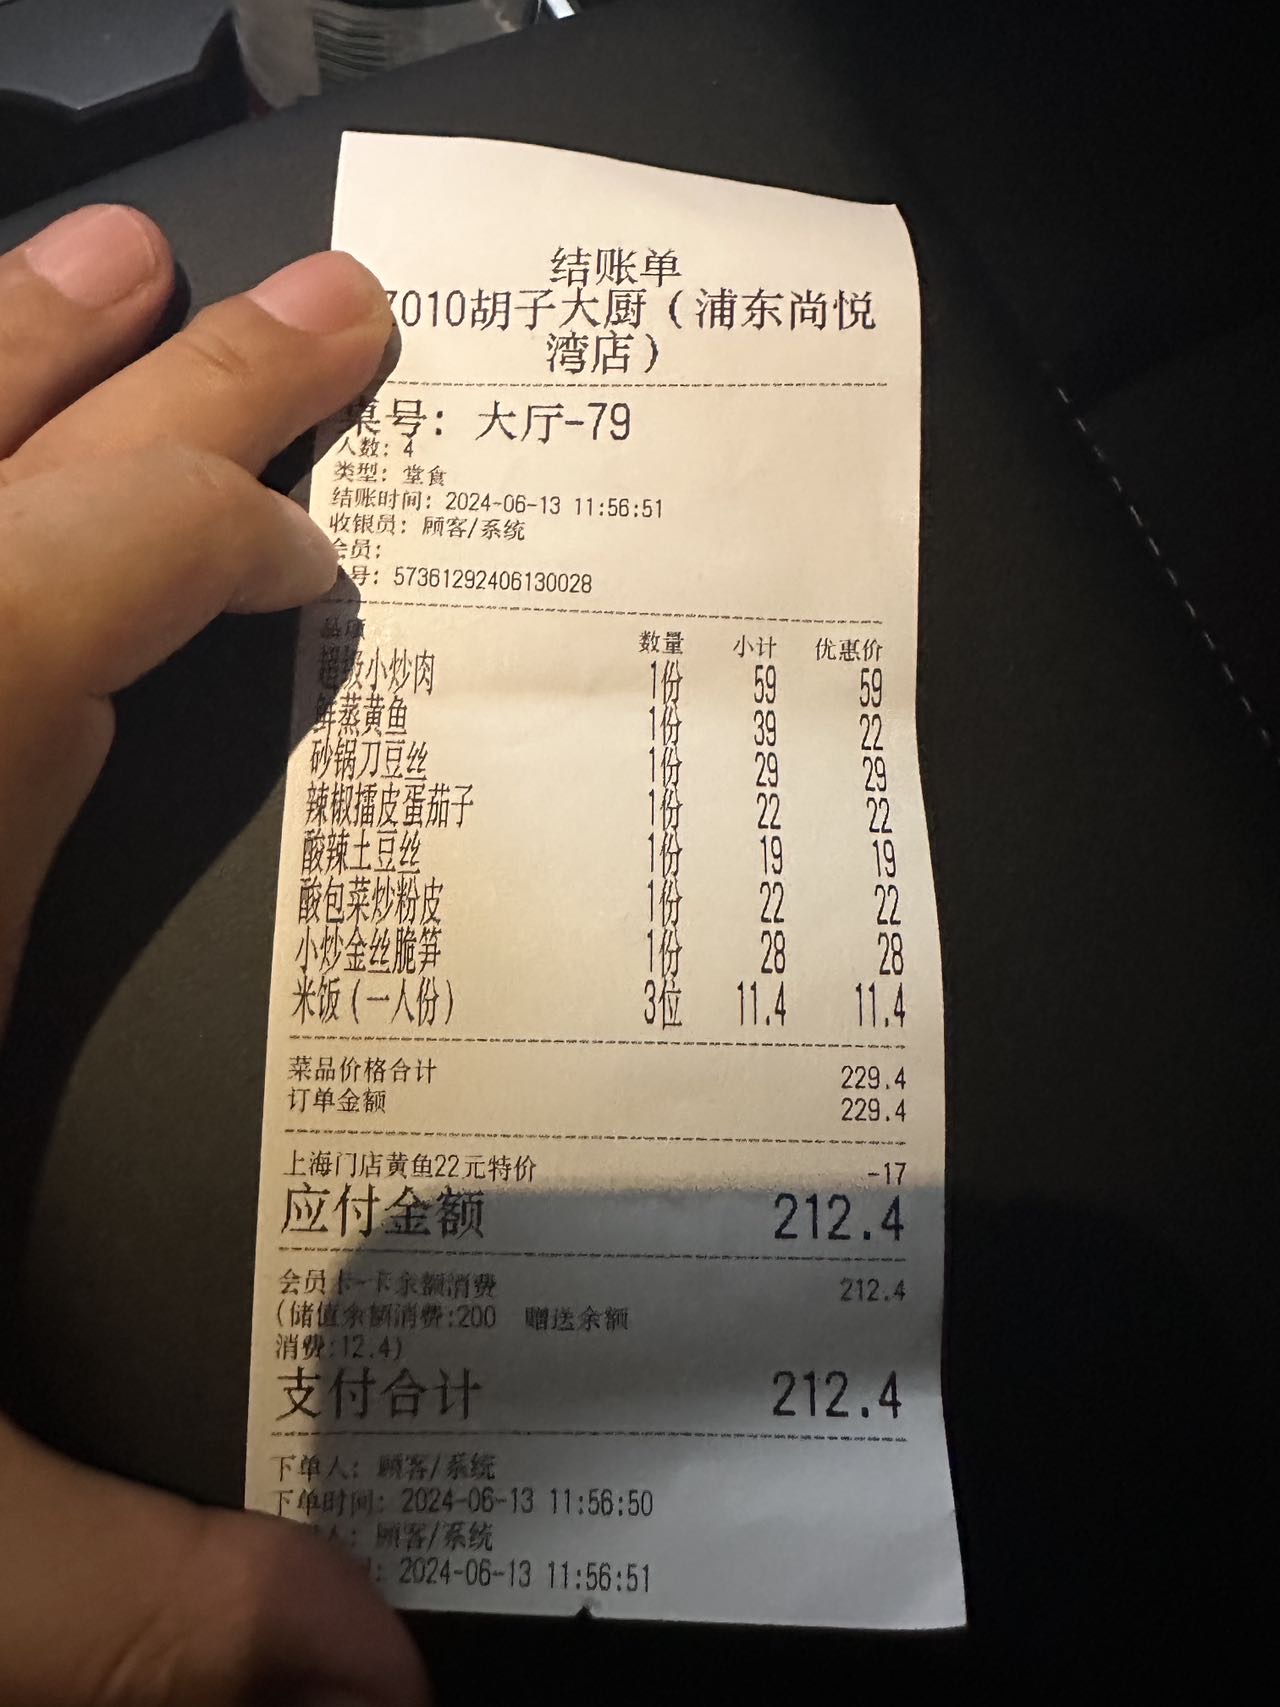 结账单
010胡子大厨（浦东尚悦
湾店）
桌号：大厅-79
人数：4
类型：堂食
结账时间：2024-06-13 11:56:51
收银员：顾客/系统
会员：
号：57361292406130028
品项 数量 小计 优惠价
超级小炒肉 1份 59 59
鲜蒸黄鱼 1份 39 22
砂锅刀豆丝 1份 29 29
辣椒擂皮蛋茄子 1份 22 22
酸辣土豆丝 1份 19 19
酸包菜炒粉皮 1份 22 22
小炒金丝脆笋 1份 28 28
米饭（一人份） 3位 11.4 11.4
菜品价格合计 229.4
订单金额 229.4
上海门店黄鱼22元特价 -17
应付金额 212.4
会员卡-卡余额消费 212.4
(储值余额消费:200 赠送余额
消费:12.4)
支付合计 212.4
下单人：顾客/系统
下单时间：2024-06-13 11:56:50
人：顾客/系统
：2024-06-13 11:56:51